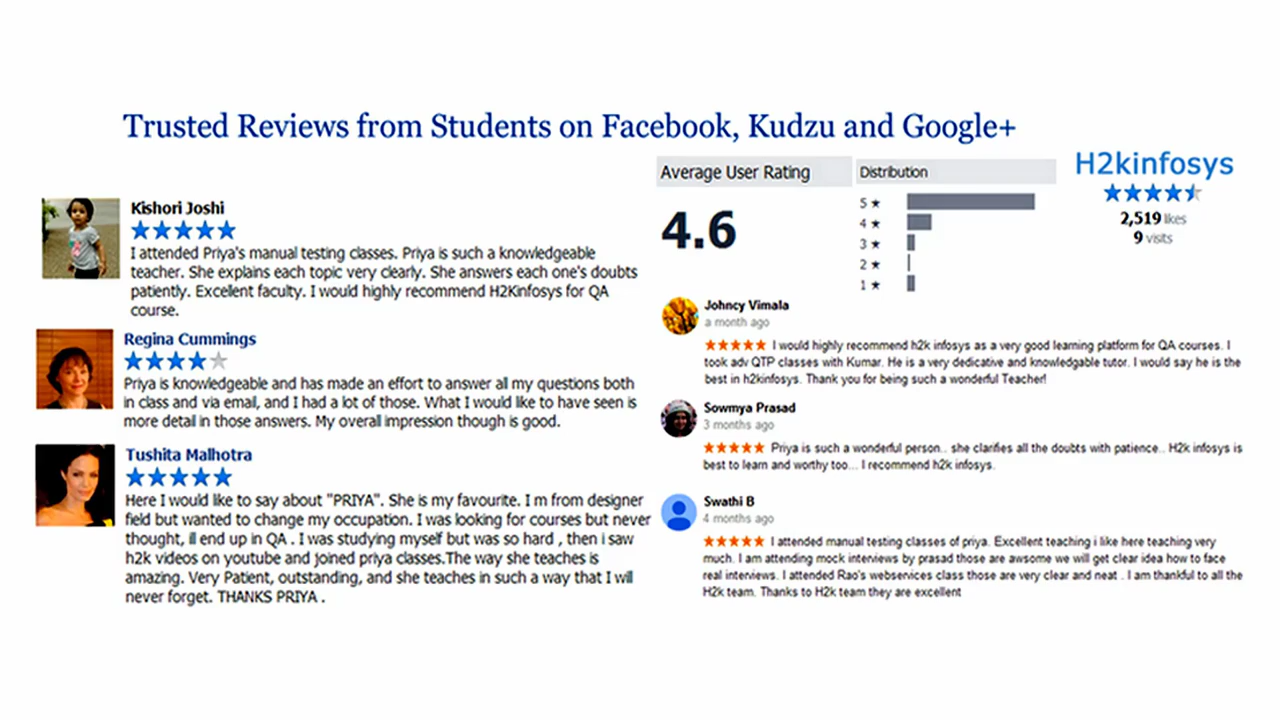 Trusted Reviews from Students on Facebook, Kudzu and Google+
Kishori Joshi
I attended Priya's manual testing classes. Priya is such a knowledgeable
teacher. She explains each topic very clearly. She answers each one's doubts
patiently. Excellent faculty. I would highly recommend H2Kinfosys for QA
course.
Regina Cummings
Priya is knowledgeable and has made an effort to answer all my questions both
in class and via email, and I had a lot of those. What I would like to have seen is
more detail in those answers. My overall impression though is good.
Tushita Malhotra
Here I would like to say about "PRIYA". She is my favourite. I m from designer
field but wanted to change my occupation. I was looking for courses but never
thought, ill end up in QA . I was studying myself but was so hard , then i saw
h2k videos on youtube and joined priya classes.The way she teaches is
amazing. Very Patient, outstanding, and she teaches in such a way that I will
never forget. THANKS PRIYA .
Average User Rating
4.6
Distribution
5 ★
4 ★
3 ★
2 ★
1 ★
H2kinfosys
2,519 likes
9 visits
Johncy Vimala
a month ago
I would highly recommend h2k infosys as a very good learning platform for QA courses. I
took adv QTP classes with Kumar. He is a very dedicative and knowledgable tutor. I would say he is the
best in h2kinfosys. Thank you for being such a wonderful Teacher!
Sowmya Prasad
3 months ago
Priya is such a wonderful person.. she clarifies all the doubts with patience.. H2k infosys is
best to learn and worthy too... I recommend h2k infosys.
Swathi B
4 months ago
I attended manual testing classes of priya. Excellent teaching i like here teaching very
much. I am attending mock interviews by prasad those are awsome we will get clear idea how to face
real interviews. I attended Rao's webservices class those are very clear and neat . I am thankful to all the
H2k team. Thanks to H2k team they are excellent